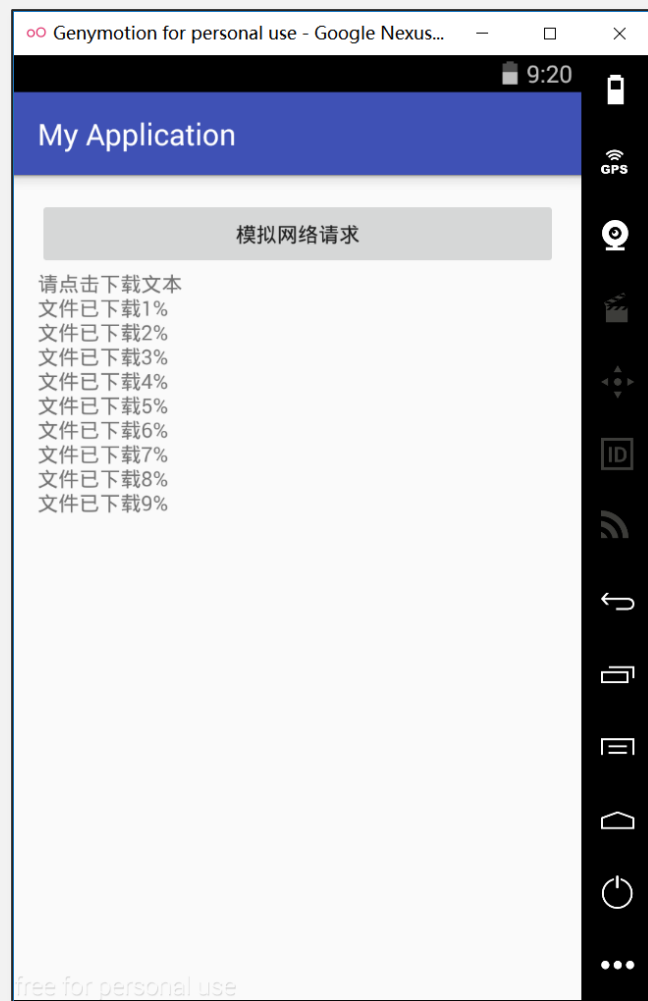 Genymotion for personal use - Google Nexus...
9:20
My Application
GPS
模拟网络请求
请点击下载文本
文件已下载1%
文件已下载2%
文件已下载3%
文件已下载4%
文件已下载5%
文件已下载6%
文件已下载7%
文件已下载8%
文件已下载9%
ID
free for personal use